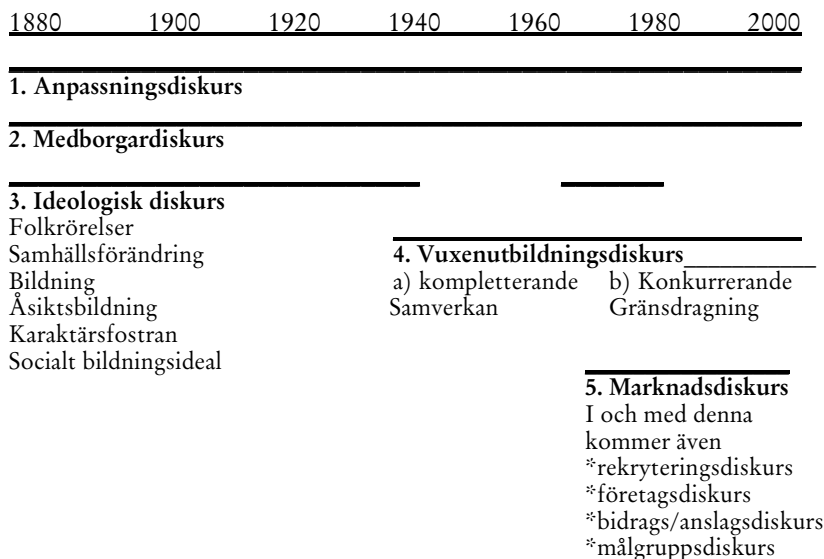 1880 1900 1920 1940 1960 1980 2000
1. Anpassningsdiskurs
2. Medborgardiskurs
3. Ideologisk diskurs
Folkrörelser
Samhällsförändring
Bildning
Åsiktsbildning
Karaktärsfostran
Socialt bildningsideal
4. Vuxenutbildningsdiskurs
a) kompletterande b) Konkurrerande
Samverkan Gränsdragning
5. Marknadsdiskurs
I och med denna
kommer även
*rekryteringsdiskurs
*företagsdiskurs
*bidrags/anslagsdiskurs
*målgruppsdiskurs